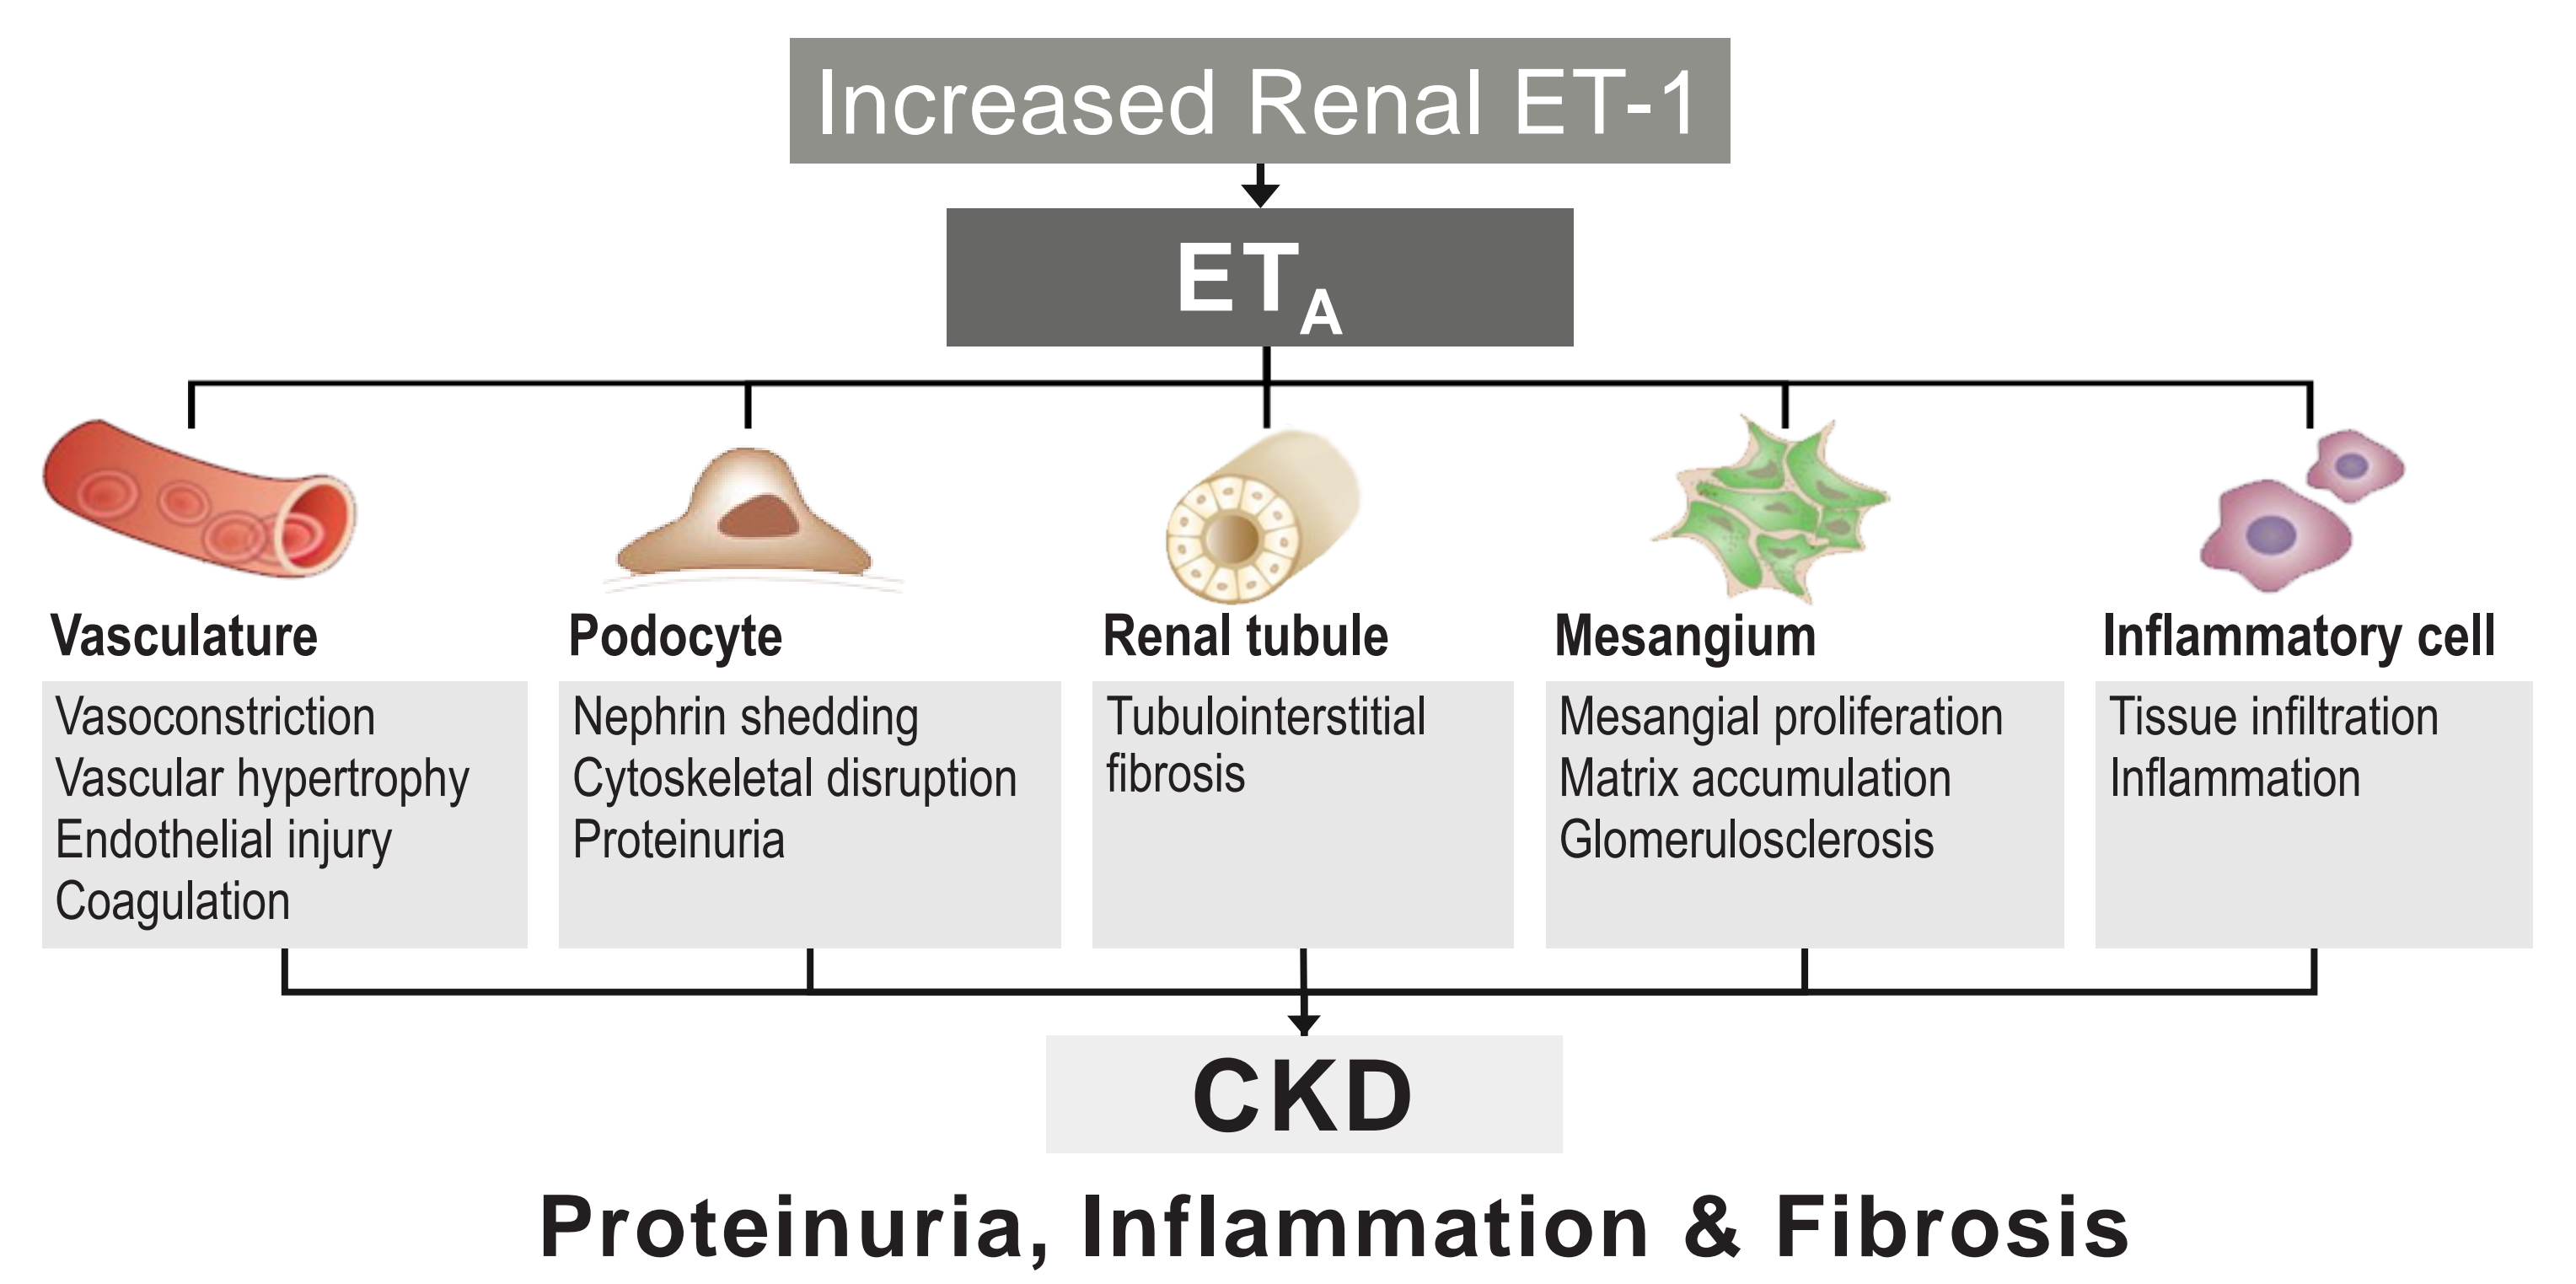 Increased Renal ET-1
ETA
Vasculature
Vasoconstriction
Vascular hypertrophy
Endothelial injury
Coagulation
Podocyte
Nephrin shedding
Cytoskeletal disruption
Proteinuria
Renal tubule
Tubulointerstitial
fibrosis
Mesangium
Mesangial proliferation
Matrix accumulation
Glomerulosclerosis
Inflammatory cell
Tissue infiltration
Inflammation
CKD
Proteinuria, Inflammation & Fibrosis